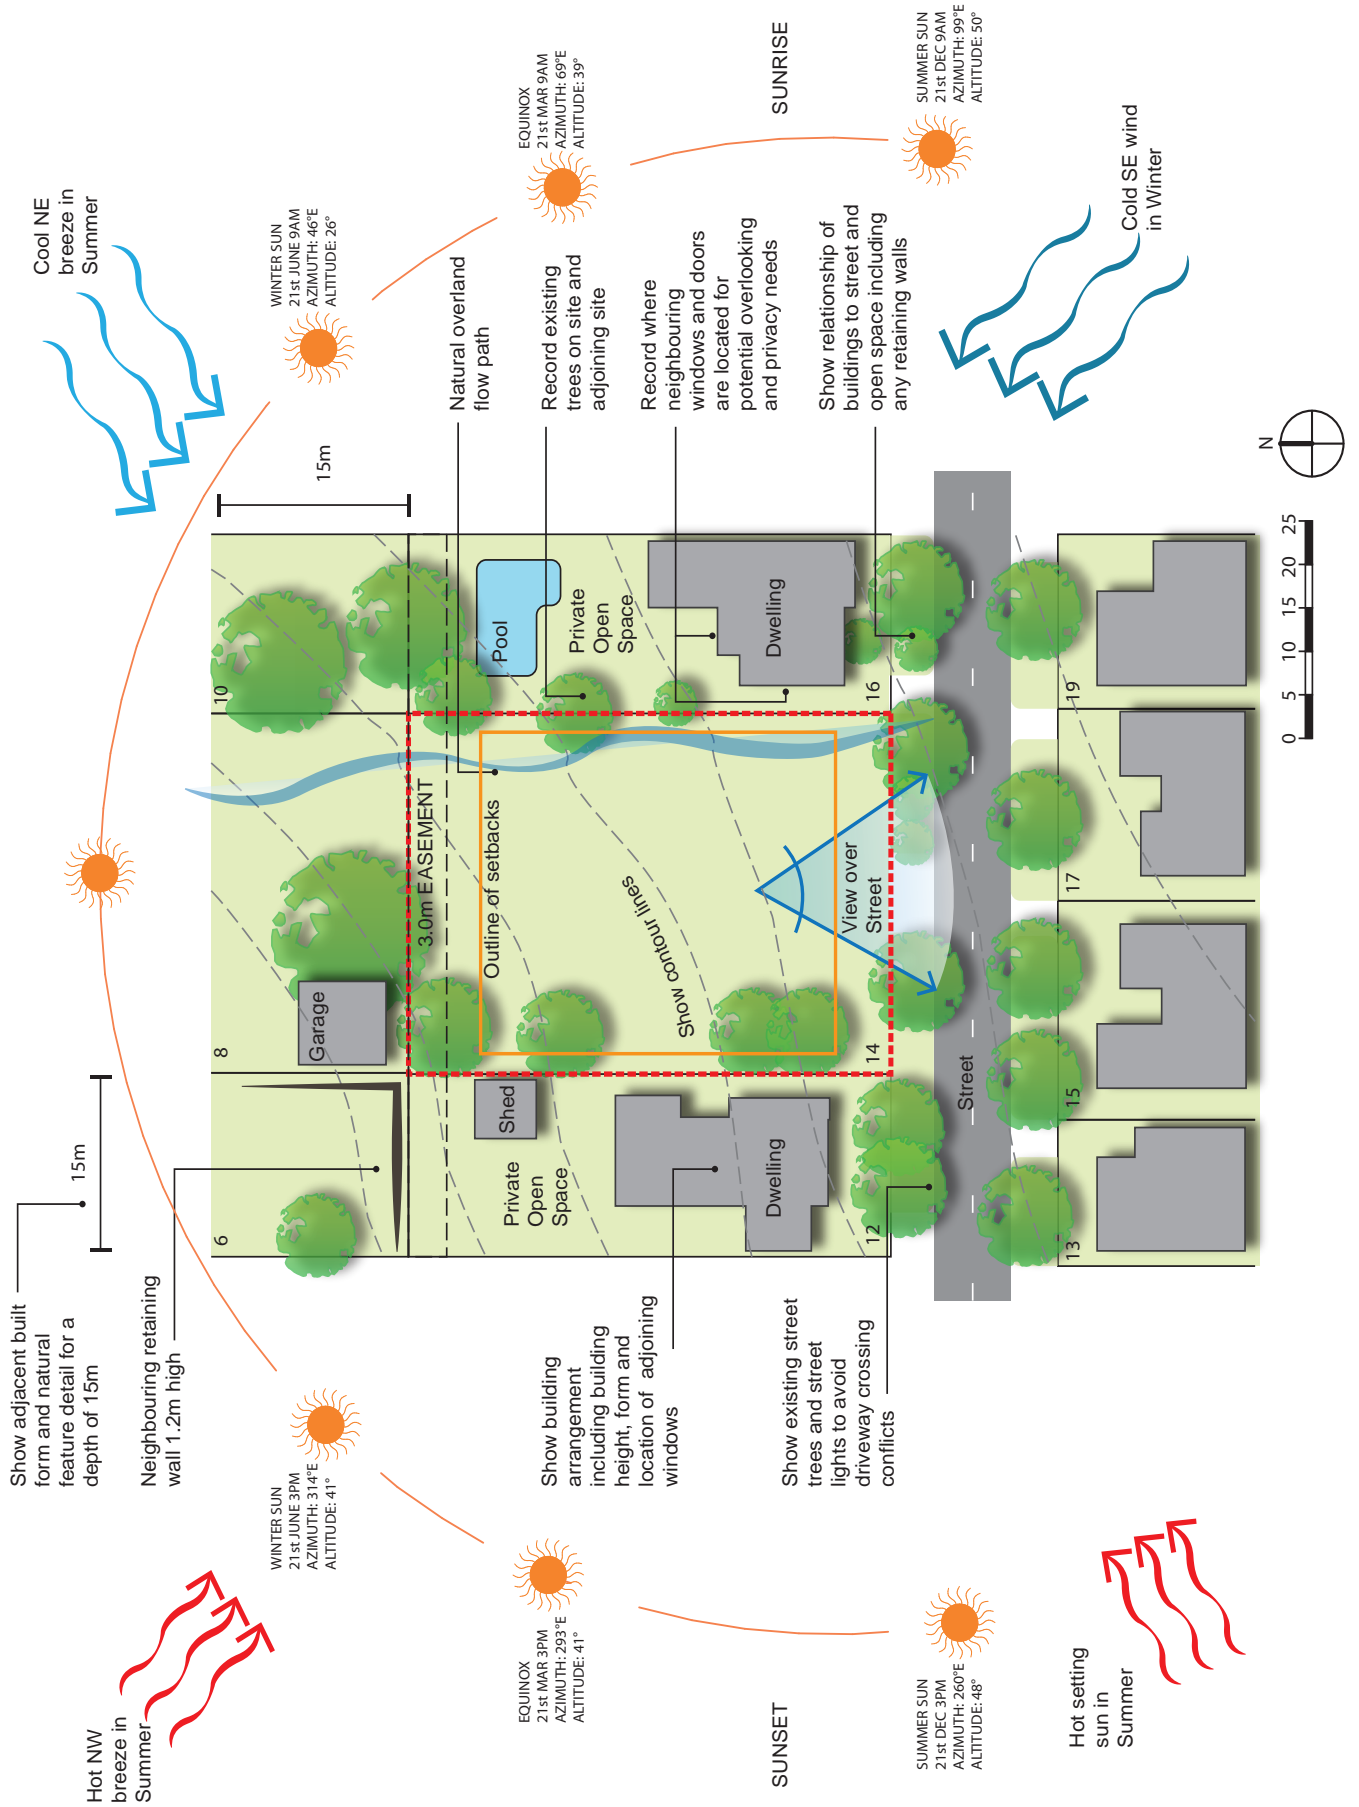 Show adjacent built
form and natural
feature detail for a
depth of 15m
15m
Neighbouring retaining
wall 1.2m high
Hot NW
breeze in
Summer
WINTER SUN
21st JUNE 3PM
AZIMUTH: 314°E
ALTITUDE: 41°
EQUINOX
21st MAR 3PM
AZIMUTH: 293°E
ALTITUDE: 41°
SUNSET
SUMMER SUN
21st DEC 3PM
AZIMUTH: 260°E
ALTITUDE: 48°
Hot setting
sun in
Summer
Show building
arrangement
including building
height, form and
location of adjoining
windows
Show existing street
trees and street
lights to avoid
driveway crossing
conflicts
6
8
10
Garage
3.0m EASEMENT
Outline of setbacks
Shed
Pool
Private
Open
Space
Private
Open
Space
Show contour lines
Dwelling
Dwelling
View over
Street
12
14
16
Street
13
15
17
19
Cool NE
breeze in
Summer
WINTER SUN
21st JUNE 9AM
AZIMUTH: 46°E
ALTITUDE: 26°
15m
EQUINOX
21st MAR 9AM
AZIMUTH: 69°E
ALTITUDE: 39°
SUNRISE
SUMMER SUN
21st DEC 9AM
AZIMUTH: 99°E
ALTITUDE: 50°
Natural overland
flow path
Record existing
trees on site and
adjoining site
Record where
neighbouring
windows and doors
are located for
potential overlooking
and privacy needs
Show relationship of
buildings to street and
open space including
any retaining walls
Cold SE wind
in Winter
N
0 5 10 15 20 25